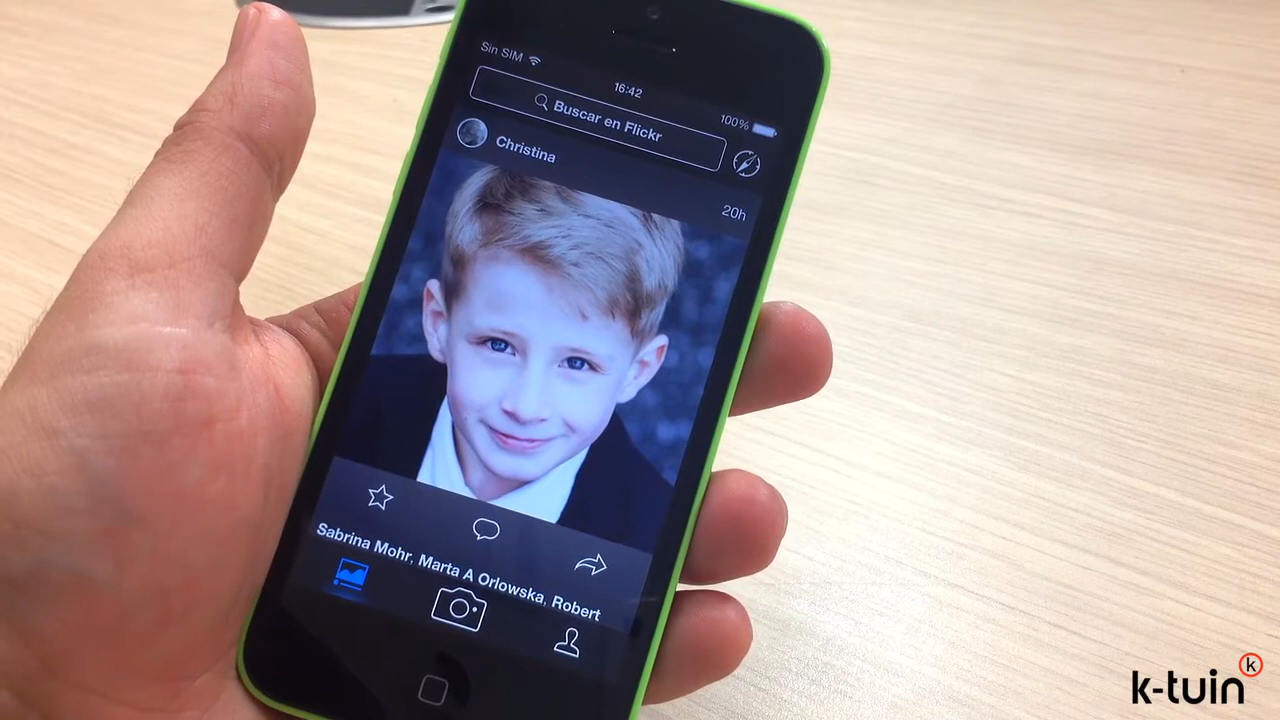 Sin SIM
16:42
100%
Buscar en Flickr
Christina
20h
Sabrina Mohr, Marta A Orlowska, Robert
k-tuin k